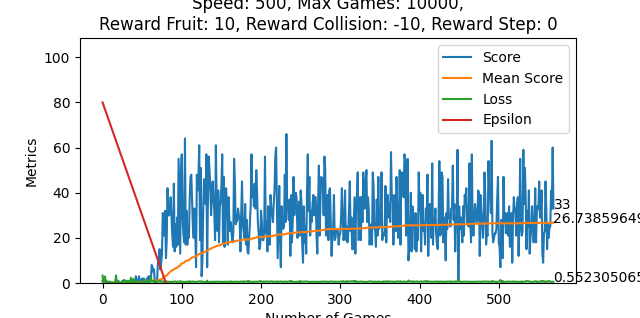 Speed: 500, Max Games: 10000,
Reward Fruit: 10, Reward Collision: -10, Reward Step: 0
Metrics
100
80
60
40
20
0
Score
Mean Score
Loss
Epsilon
33
26.73859649
0.552305065
0 100 200 300 400 500
Number of Games